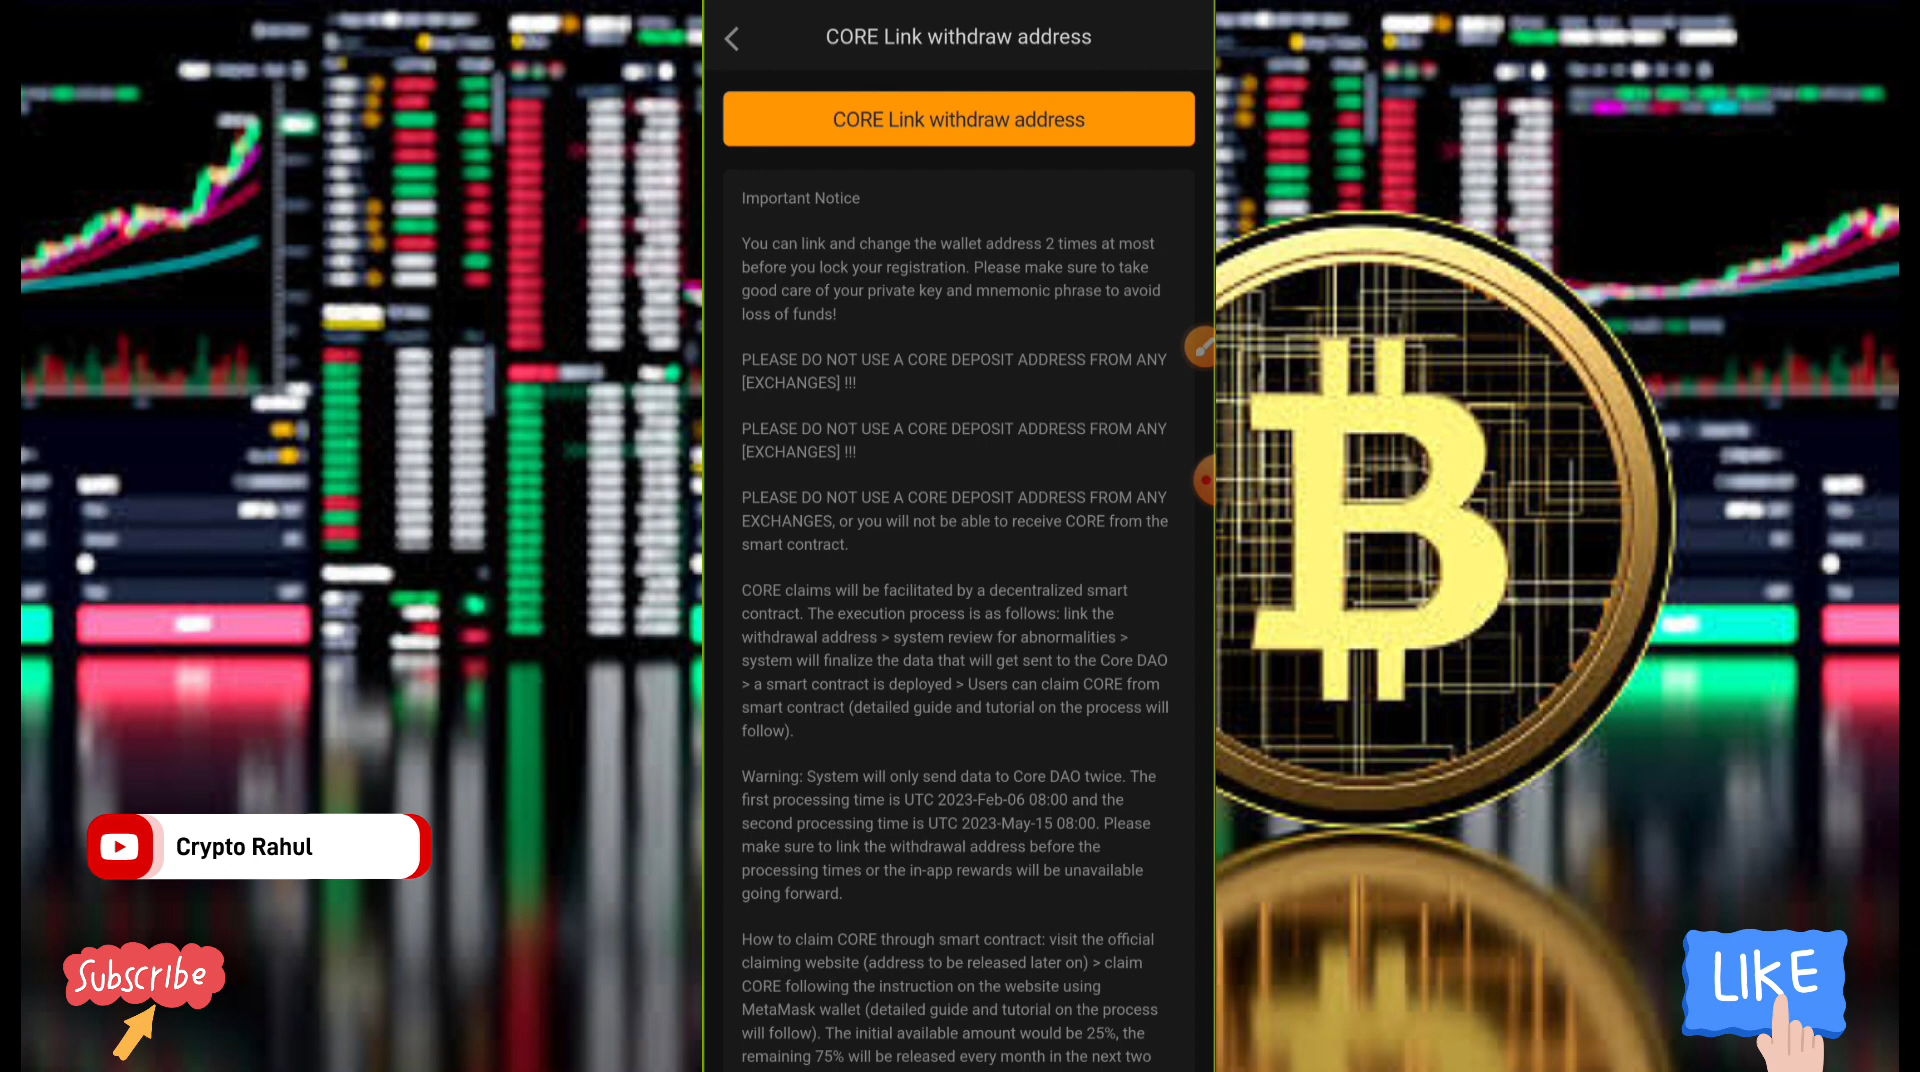 CORE Link withdraw address
CORE Link withdraw address
Important Notice
You can link and change the wallet address 2 times at most
before you lock your registration. Please make sure to take
good care of your private key and mnemonic phrase to avoid
loss of funds!
PLEASE DO NOT USE A CORE DEPOSIT ADDRESS FROM ANY
[EXCHANGES] !!!
PLEASE DO NOT USE A CORE DEPOSIT ADDRESS FROM ANY
[EXCHANGES] !!!
PLEASE DO NOT USE A CORE DEPOSIT ADDRESS FROM ANY
EXCHANGES, or you will not be able to receive CORE from the
smart contract.
CORE claims will be facilitated by a decentralized smart
contract. The execution process is as follows: link the
withdrawal address > system review for abnormalities >
system will finalize the data that will get sent to the Core DAO
> a smart contract is deployed > Users can claim CORE from
smart contract (detailed guide and tutorial on the process will
follow).
Warning: System will only send data to Core DAO twice. The
first processing time is UTC 2023-Feb-06 08:00 and the
second processing time is UTC 2023-May-15 08:00. Please
make sure to link the withdrawal address before the
processing times or the in-app rewards will be unavailable
going forward.
How to claim CORE through smart contract: visit the official
claiming website (address to be released later on) > claim
CORE following the instruction on the website using
MetaMask wallet (detailed guide and tutorial on the process
will follow). The initial available amount would be 25%, the
remaining 75% will be released every month in the next two
Crypto Rahul
Subscribe
LIKE